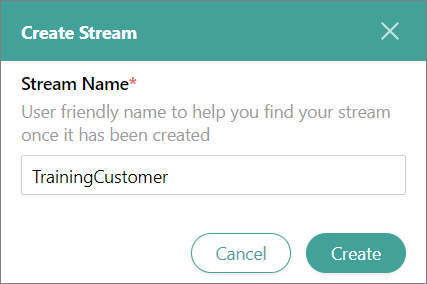 Create Stream
Stream Name*
User friendly name to help you find your stream
once it has been created
TrainingCustomer
Cancel
Create